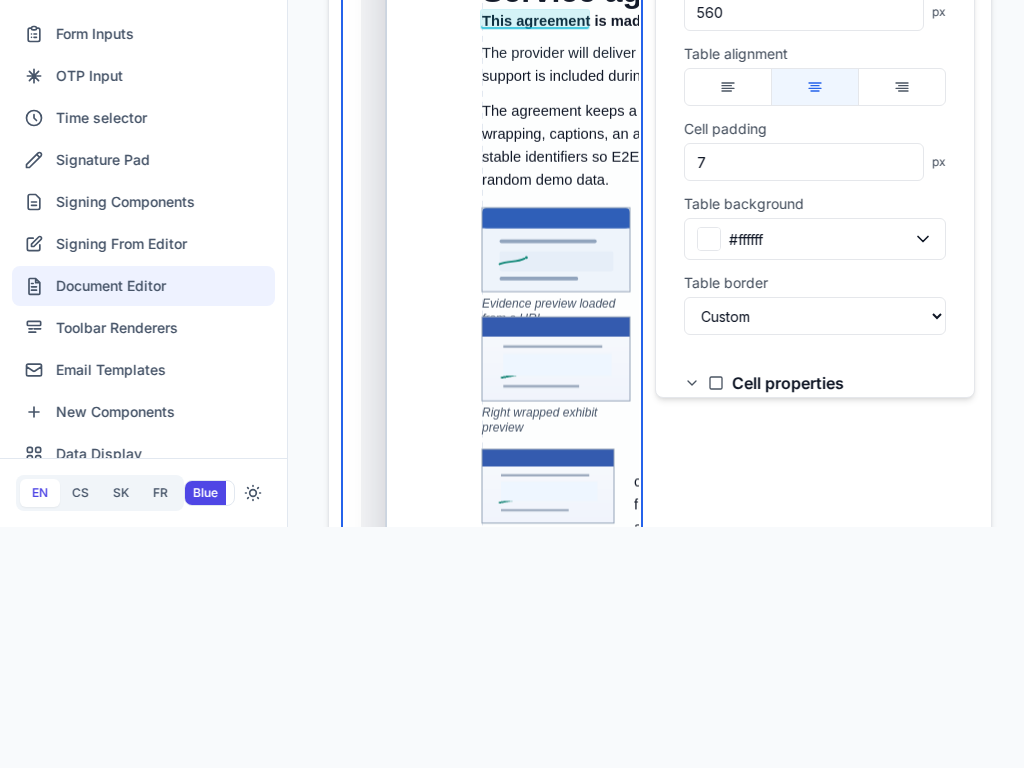 Form Inputs
OTP Input
Time selector
Signature Pad
Signing Components
Signing From Editor
Document Editor
Toolbar Renderers
Email Templates
New Components
Data Display
EN CS SK FR Blue
This agreement is mad
The provider will deliver
support is included durin
The agreement keeps a
wrapping, captions, an a
stable identifiers so E2E
random demo data.
Evidence preview loaded
from a URL
Right wrapped exhibit
preview
560 px
Table alignment
Cell padding
7 px
Table background
#ffffff
Table border
Custom
Cell properties